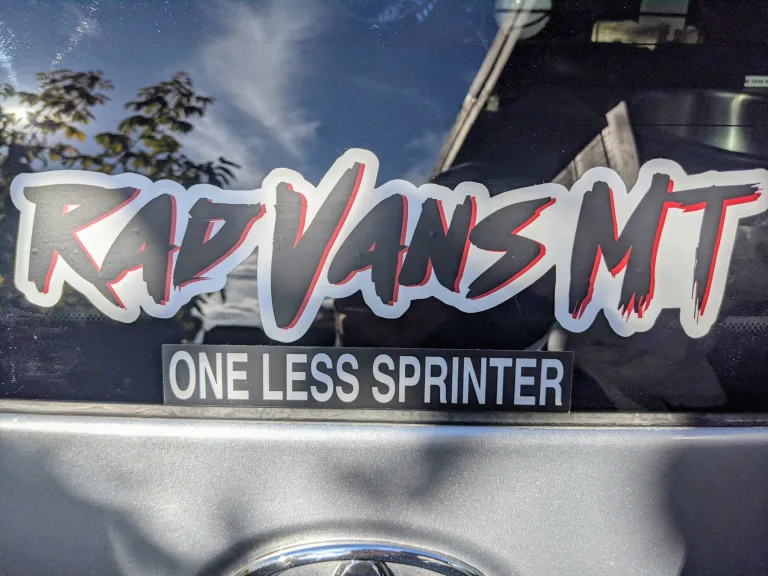 RAD VANS MT
ONE LESS SPRINTER